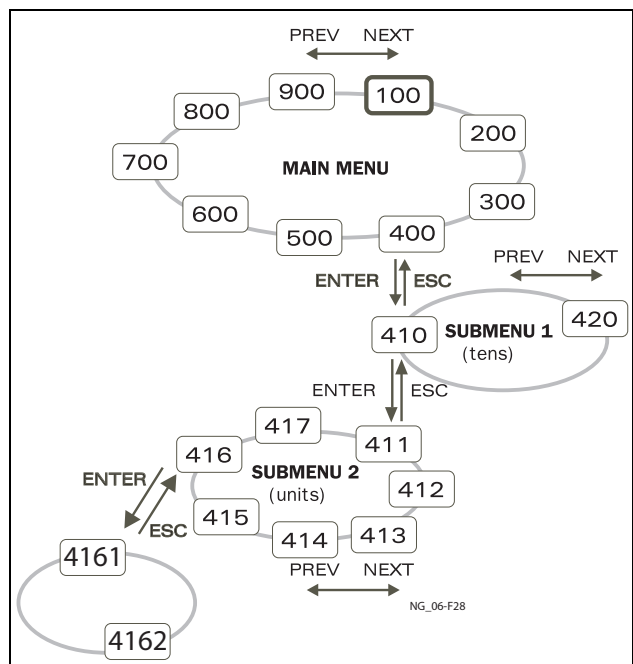 PREV NEXT
900 100
800
200
700
MAIN MENU
300
600
500 400
ENTER ESC
PREV NEXT
410
SUBMENU 1
420
(tens)
ENTER ESC
417
411
416
SUBMENU 2
412
(units)
415
414 413
PREV NEXT
ENTER
ESC
4161
4162
NG_06-F28